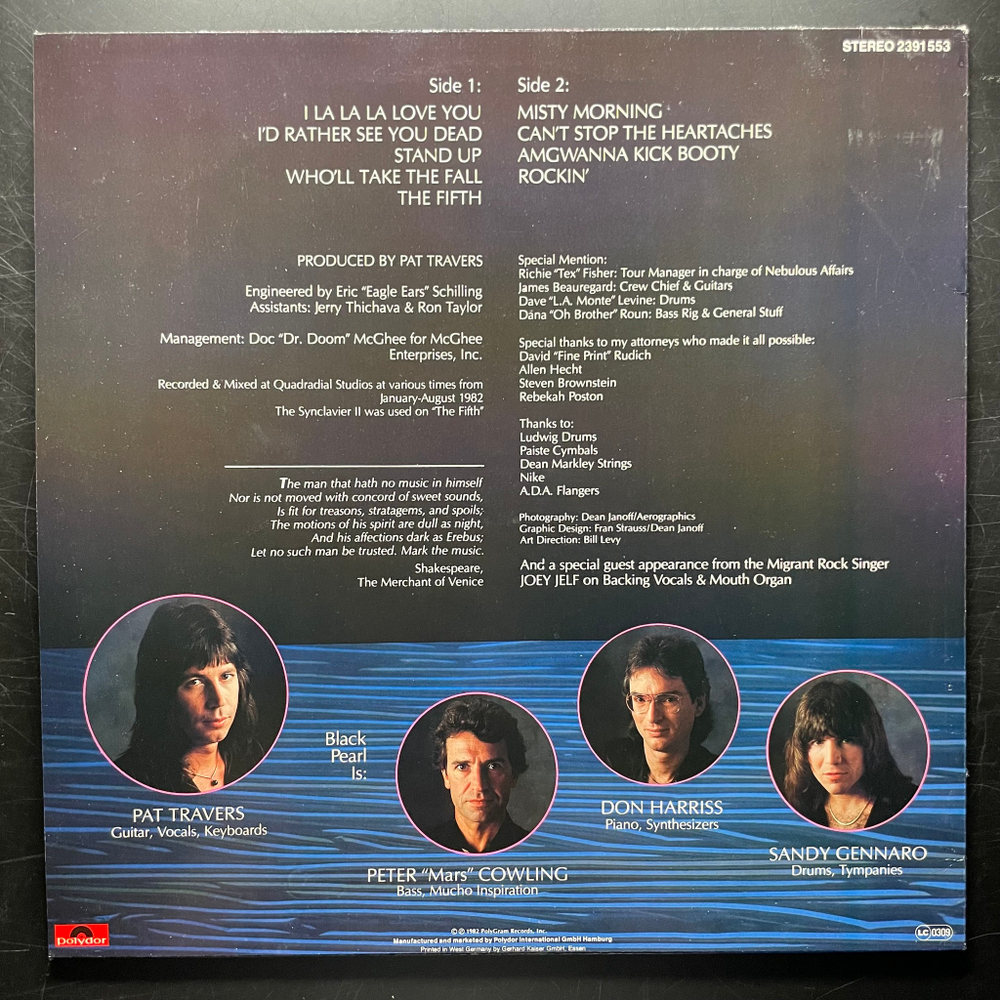 STEREO 2391 553
Side 1:
I LA LA LA LOVE YOU
I'D RATHER SEE YOU DEAD
STAND UP
WHO'LL TAKE THE FALL
THE FIFTH
Side 2:
MISTY MORNING
CAN'T STOP THE HEARTACHES
AMGWANNA KICK BOOTY
ROCKIN'
PRODUCED BY PAT TRAVERS
Engineered by Eric "Eagle Ears" Schilling
Assistants: Jerry Thichava & Ron Taylor
Management: Doc "Dr. Doom" McGhee for McGhee
Enterprises, Inc.
Recorded & Mixed at Quadradial Studios at various times from
January-August 1982
The Synclavier II was used on "The Fifth"
The man that hath no music in himself
Nor is not moved with concord of sweet sounds,
Is fit for treasons, stratagems, and spoils;
The motions of his spirit are dull as night,
And his affections dark as Erebus;
Let no such man be trusted. Mark the music.
Shakespeare,
The Merchant of Venice
Special Mention:
Richie "Tex" Fisher: Tour Manager in charge of Nebulous Affairs
James Beauregard: Crew Chief & Guitars
Dave "L.A. Monte" Levine: Drums
Dána "Oh Brother" Roun: Bass Rig & General Stuff
Special thanks to my attorneys who made it all possible:
David "Fine Print" Rudich
Allen Hecht
Steven Brownstein
Rebekah Poston
Thanks to:
Ludwig Drums
Paiste Cymbals
Dean Markley Strings
Nike
A.D.A. Flangers
Photography: Dean Janoff/Aerographics
Graphic Design: Fran Strauss/Dean Janoff
Art Direction: Bill Levy
And a special guest appearance from the Migrant Rock Singer
JOEY JELF on Backing Vocals & Mouth Organ
Black
Pearl
Is:
PAT TRAVERS
Guitar, Vocals, Keyboards
PETER "Mars" COWLING
Bass, Mucho Inspiration
DON HARRISS
Piano, Synthesizers
SANDY GENNARO
Drums, Tympanies
polydor
© ℗ 1982 PolyGram Records, Inc.
Manufactured and marketed by Polydor International GmbH Hamburg
Printed in West Germany by Gerhard Kaiser GmbH, Essen
LC 0309